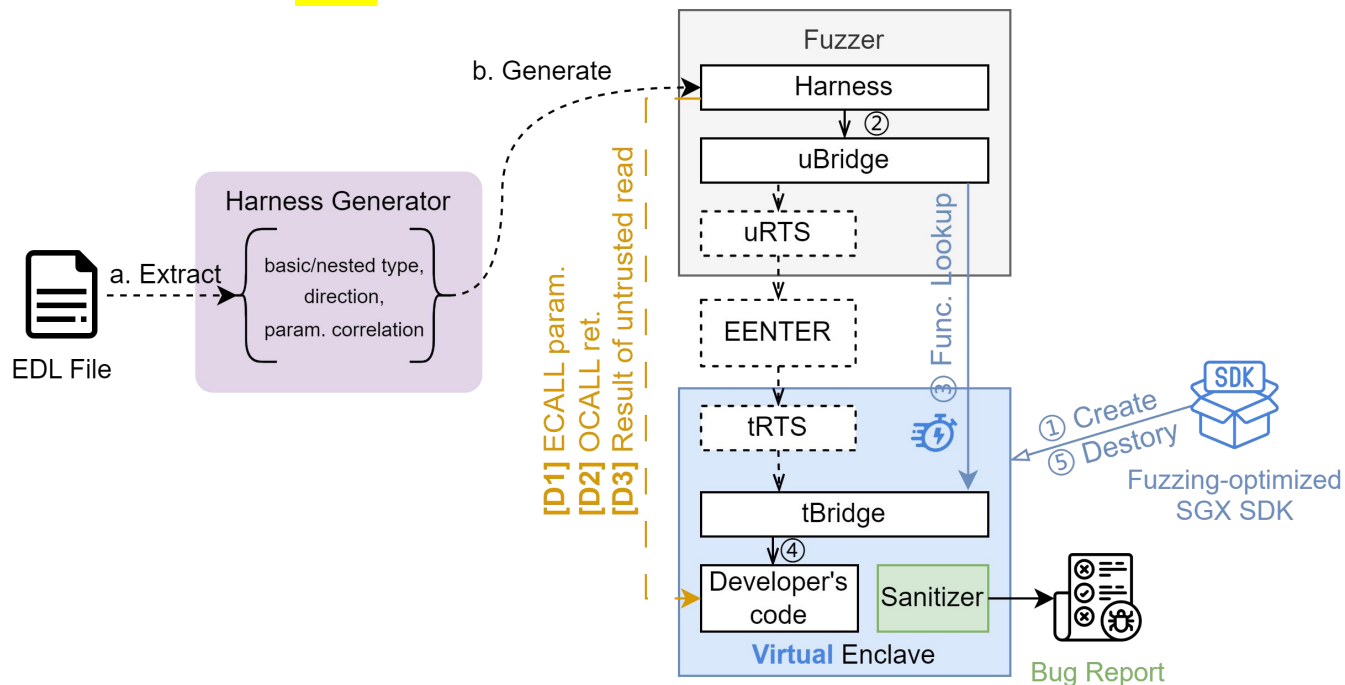 Fuzzer
b. Generate
Harness
②
uBridge
Harness Generator
basic/nested type,
direction,
param. correlation
a. Extract
EDL File
uRTS
③ Func. Lookup
EENTER
[D1] ECALL param.
[D2] OCALL ret.
[D3] Result of untrusted read
tRTS
SDK
① Create
⑤ Destory
Fuzzing-optimized
SGX SDK
tBridge
④
Developer's
code
Sanitizer
Virtual Enclave
Bug Report